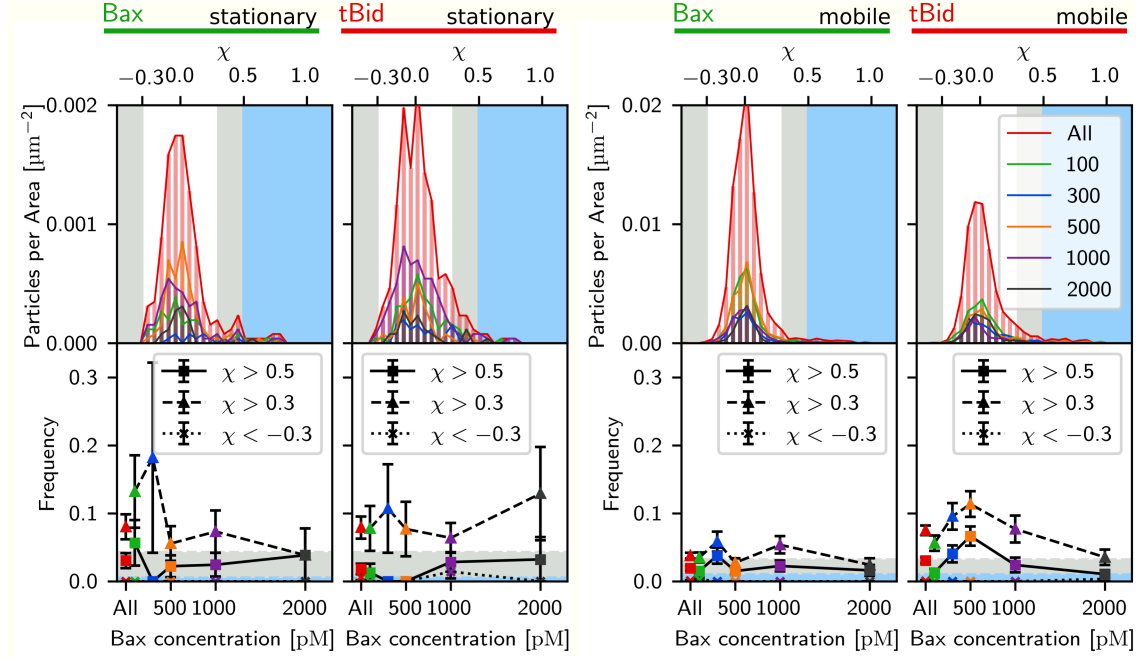 Bax stationary tBid stationary Bax mobile tBid mobile
χ χ χ χ
−0.3 0.0 0.5 1.0 −0.3 0.0 0.5 1.0 −0.3 0.0 0.5 1.0 −0.3 0.0 0.5 1.0
Particles per Area [µm⁻²]
0.002
0.001
0.000
Particles per Area [µm⁻²]
0.02
0.01
0.00
All
100
300
500
1000
2000
Frequency
0.3
0.2
0.1
0.0
χ > 0.5
χ > 0.3
χ < −0.3
All 500 1000 2000
Bax concentration [pM]
χ > 0.5
χ > 0.3
χ < −0.3
All 500 1000 2000
Bax concentration [pM]
Frequency
0.3
0.2
0.1
0.0
χ > 0.5
χ > 0.3
χ < −0.3
All 500 1000 2000
Bax concentration [pM]
χ > 0.5
χ > 0.3
χ < −0.3
All 500 1000 2000
Bax concentration [pM]